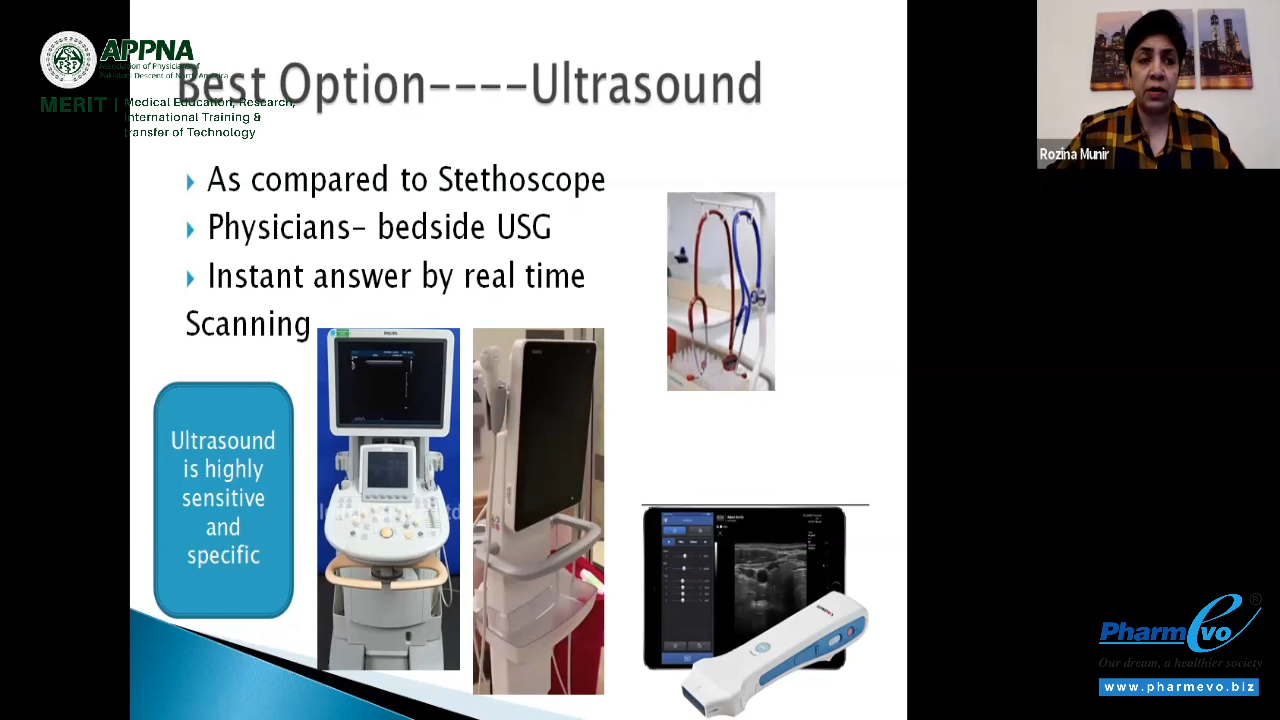 APPNA
Association of Physicians of
Pakistani Descent of North America
MERIT | Medical Education, Research,
International Training &
transfer of Technology
Best Option----Ultrasound
As compared to Stethoscope
Physicians- bedside USG
Instant answer by real time
Scanning
Ultrasound
is highly
sensitive
and
specific
PHILIPS
Rozina Munir
PharmEvo®
Our dream, a healthier society
www.pharmevo.biz